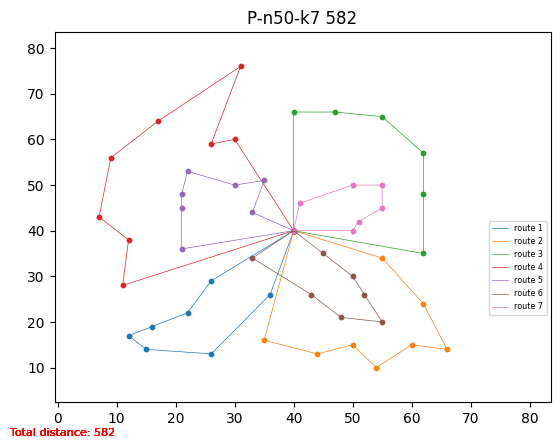 P-n50-k7 582
80
70
60
50
40
30
20
10
0 10 20 30 40 50 60 70 80
route 1
route 2
route 3
route 4
route 5
route 6
route 7
Total distance: 582